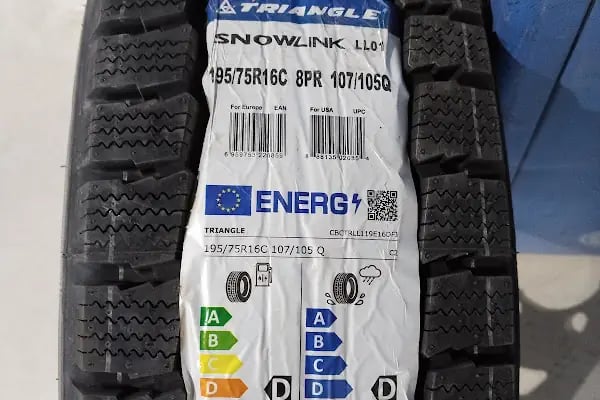 TRIANGLE
SNOWLINK LL01
195/75R16C 8PR 107/105Q
For Europe EAN For USA UPC
ENERG
TRIANGLE
195/75R16C 107/105 Q C2
A A
B B
C C
D D D D